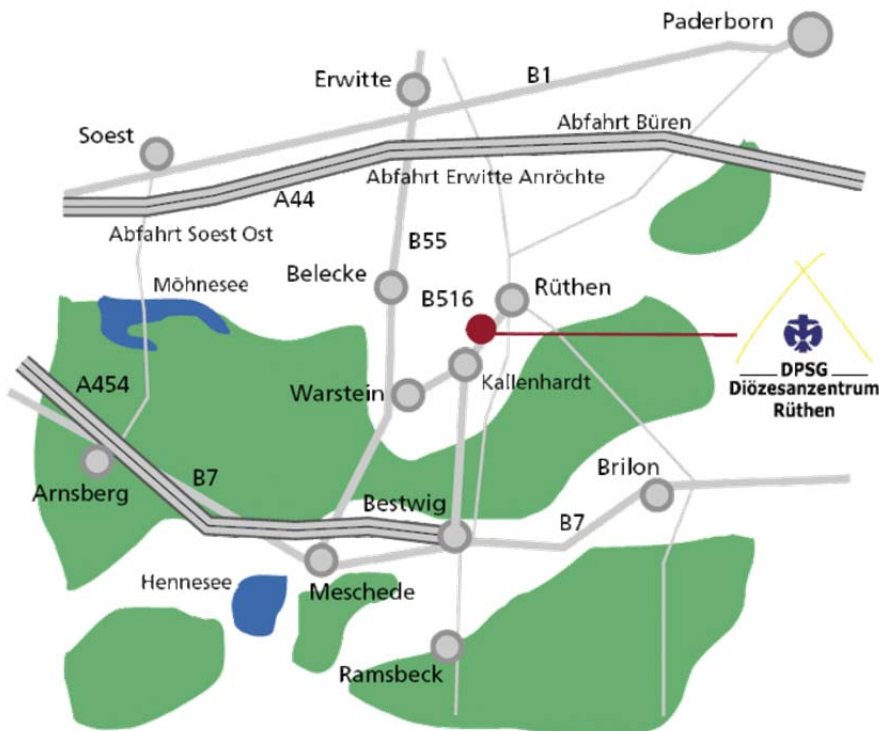 Paderborn
Erwitte
B1
Soest
Abfahrt Büren
Abfahrt Erwitte Anröchte
A44
Abfahrt Soest Ost
B55
Belecke
Möhnesee
B516
Rüthen
Kallenhardt
Warstein
DPSG
Diözesanzentrum
Rüthen
A454
Arnsberg
B7
Bestwig
Brilon
B7
Hennesee
Meschede
Ramsbeck